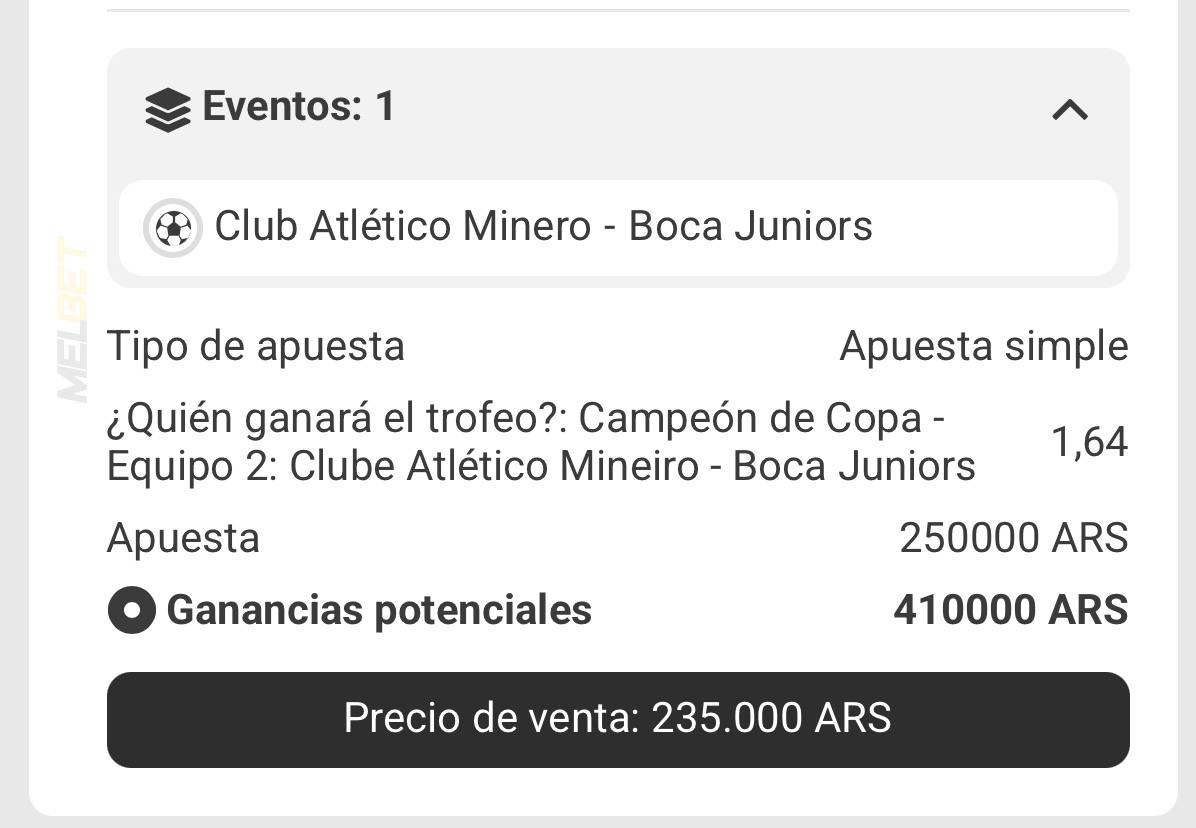 Eventos: 1
Club Atlético Minero - Boca Juniors
MELBET
Tipo de apuesta Apuesta simple
¿Quién ganará el trofeo?: Campeón de Copa -
Equipo 2: Clube Atlético Mineiro - Boca Juniors 1,64
Apuesta 250000 ARS
Ganancias potenciales 410000 ARS
Precio de venta: 235.000 ARS